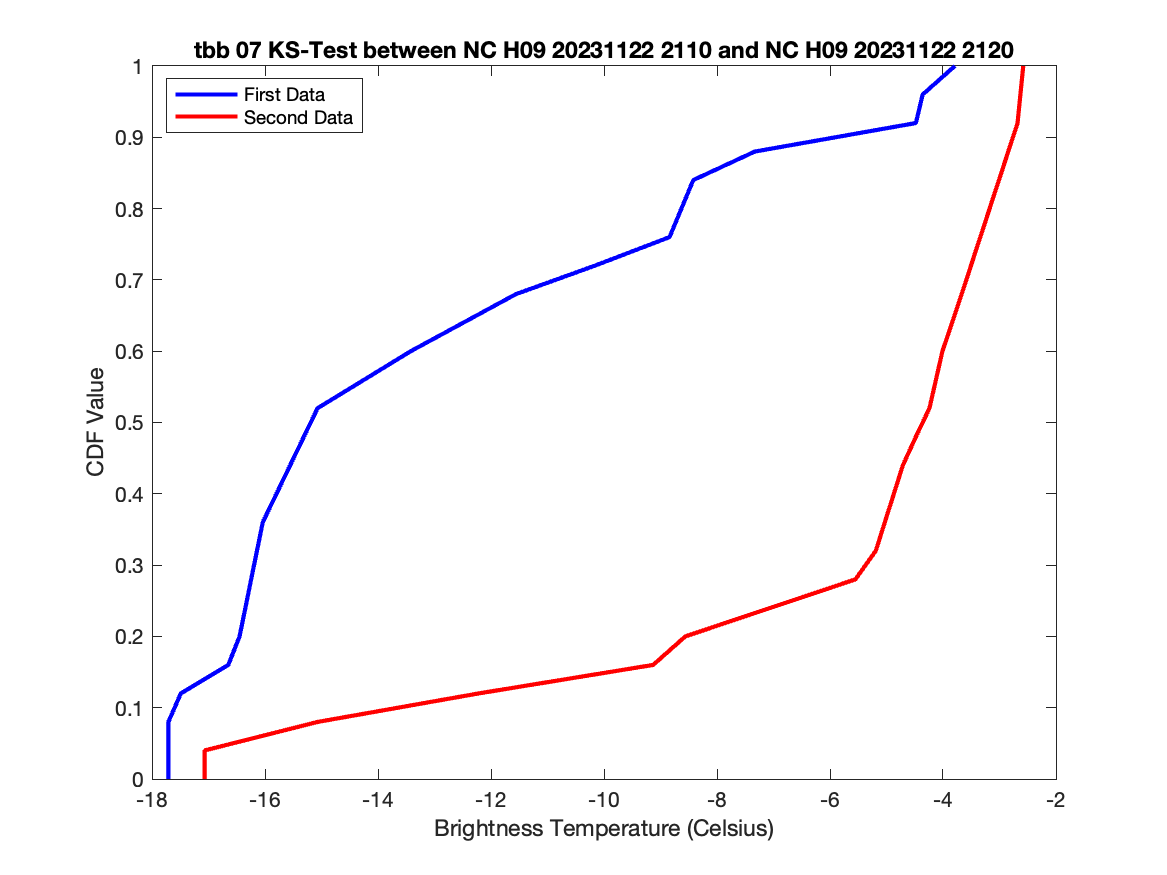 tbb 07 KS-Test between NC H09 20231122 2110 and NC H09 20231122 2120
First Data
Second Data
1
0.9
0.8
0.7
0.6
0.5
0.4
0.3
0.2
0.1
0
CDF Value
-18 -16 -14 -12 -10 -8 -6 -4 -2
Brightness Temperature (Celsius)